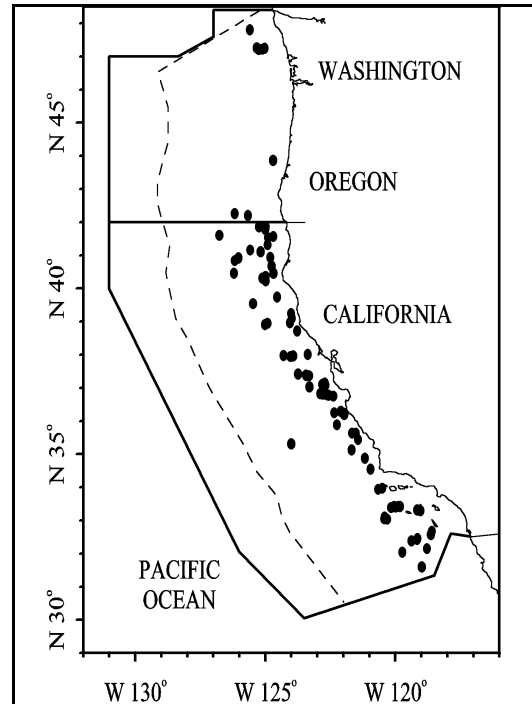 WASHINGTON
N 45°
OREGON
N 40°
CALIFORNIA
N 35°
PACIFIC
OCEAN
N 30°
W 130°
W 125°
W 120°